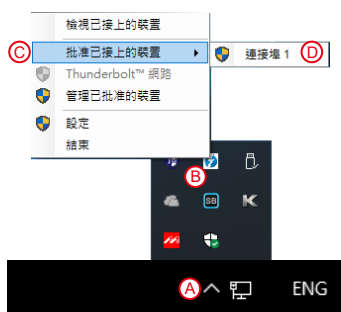 檢視已接上的裝置
C 批准已接上的裝置 連接埠 1 D
Thunderbolt™ 網路
管理已批准的裝置
設定
結束
B
SB K
A ENG